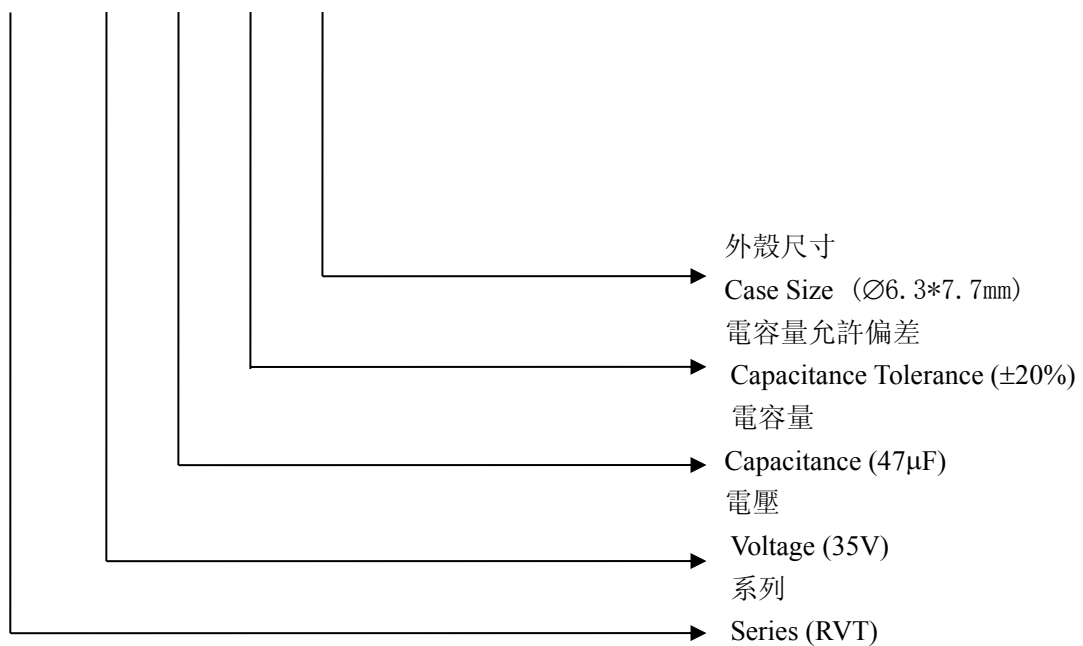 外殼尺寸
Case Size (∅6.3*7.7mm)
電容量允許偏差
Capacitance Tolerance (±20%)
電容量
Capacitance (47μF)
電壓
Voltage (35V)
系列
Series (RVT)